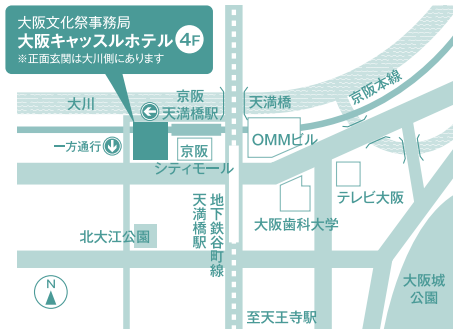 大阪文化祭事務局
大阪キャッスルホテル 4F
※正面玄関は大川側にあります
大川
京阪
天満橋駅
天満橋
京阪本線
一方通行
京阪
シティモール
OMMビル
テレビ大阪
大阪歯科大学
地下鉄谷町線
天満橋駅
北大江公園
大阪城
公園
N
至天王寺駅